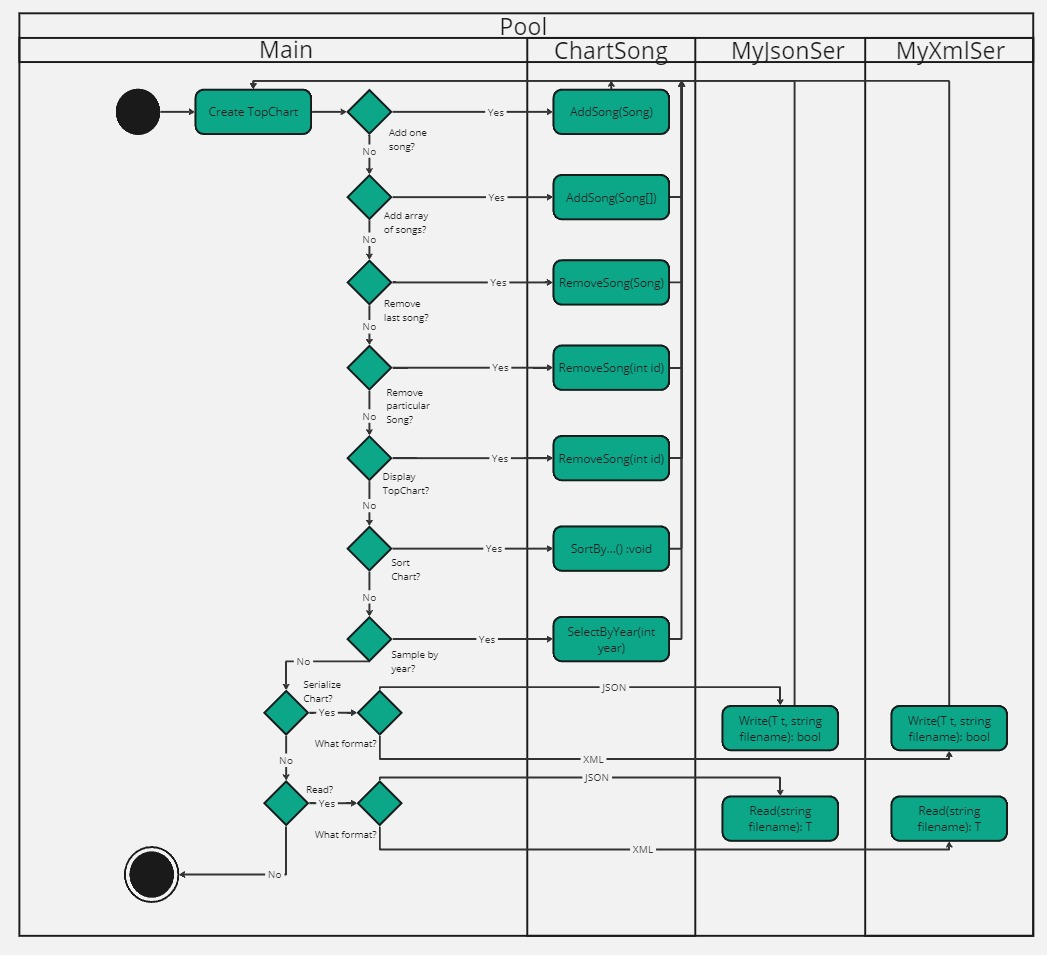 Pool
Main
ChartSong
MyJsonSer
MyXmlSer
Create TopChart
Add one
song?
Yes
AddSong(Song)
No
Add array
of songs?
Yes
AddSong(Song[])
No
Remove
last song?
Yes
RemoveSong(Song)
No
Remove
particular
Song?
Yes
RemoveSong(int id)
No
Display
TopChart?
Yes
RemoveSong(int id)
No
Sort
Chart?
Yes
SortBy...() :void
No
Sample by
year?
Yes
SelectByYear(int
year)
No
Serialize
Chart?
Yes
What format?
JSON
Write(T t, string
filename): bool
XML
Write(T t, string
filename): bool
No
Read?
Yes
What format?
JSON
Read(string
filename): T
XML
Read(string
filename): T
No